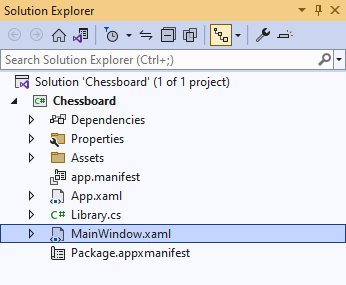 Solution Explorer
Search Solution Explorer (Ctrl+;)
Solution 'Chessboard' (1 of 1 project)
C# Chessboard
Dependencies
Properties
Assets
app.manifest
App.xaml
C# Library.cs
MainWindow.xaml
Package.appxmanifest